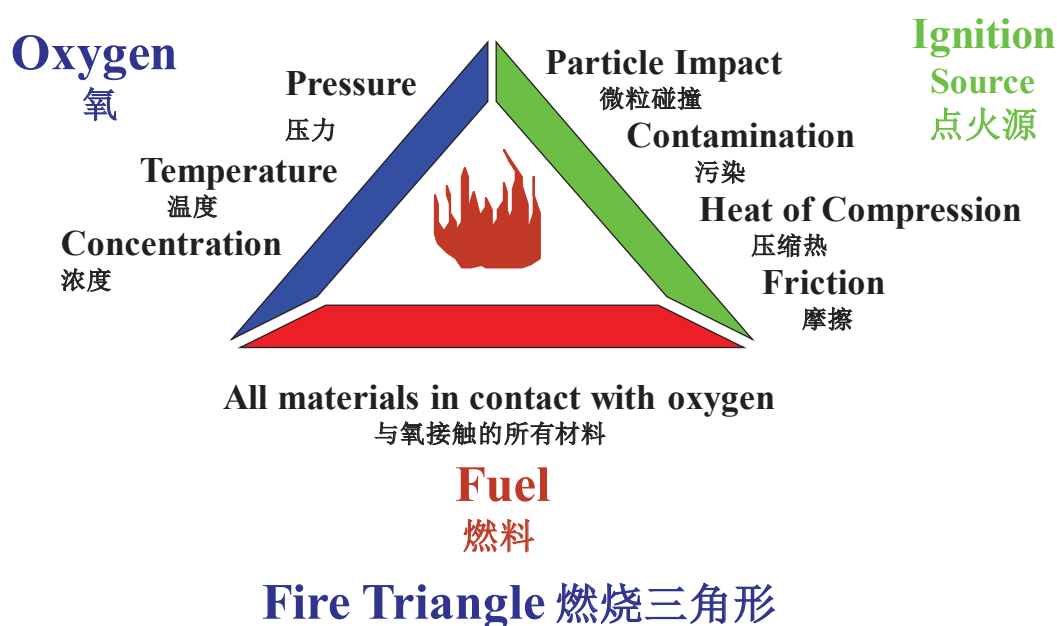 Oxygen
氧
Pressure
压力
Temperature
温度
Concentration
浓度
Particle Impact
微粒碰撞
Contamination
污染
Heat of Compression
压缩热
Friction
摩擦
Ignition
Source
点火源
All materials in contact with oxygen
与氧接触的所有材料
Fuel
燃料
Fire Triangle 燃烧三角形